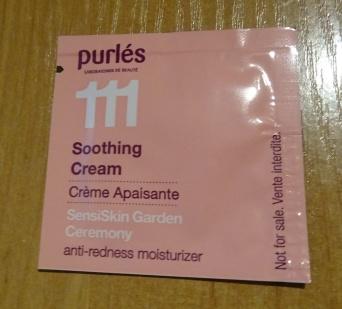 purlés
LABORATOIRES DE BEAUTÉ
111
Soothing
Cream
Crème Apaisante
SensiSkin Garden
Ceremony
anti-redness moisturizer
Not for sale. Vente interdite.